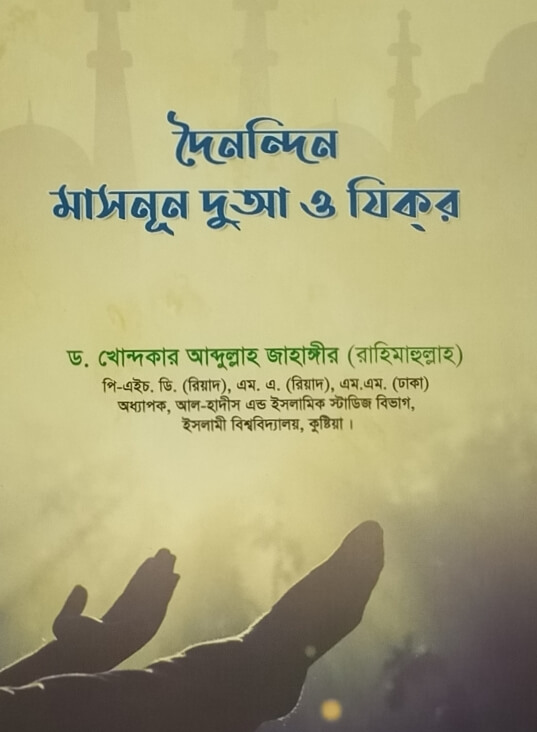 দৈনন্দিন
মাসনূন দু্আ ও যিক্‌র
ড. খোন্দকার আব্দুল্লাহ জাহাঙ্গীর (রাহিমাহুল্লাহ)
পি-এইচ. ডি. (রিয়াদ), এম. এ. (রিয়াদ), এম.এম. (ঢাকা)
অধ্যাপক, আল-হাদীস এন্ড ইসলামিক স্টাডিজ বিভাগ,
ইসলামী বিশ্ববিদ্যালয়, কুষ্টিয়া ।